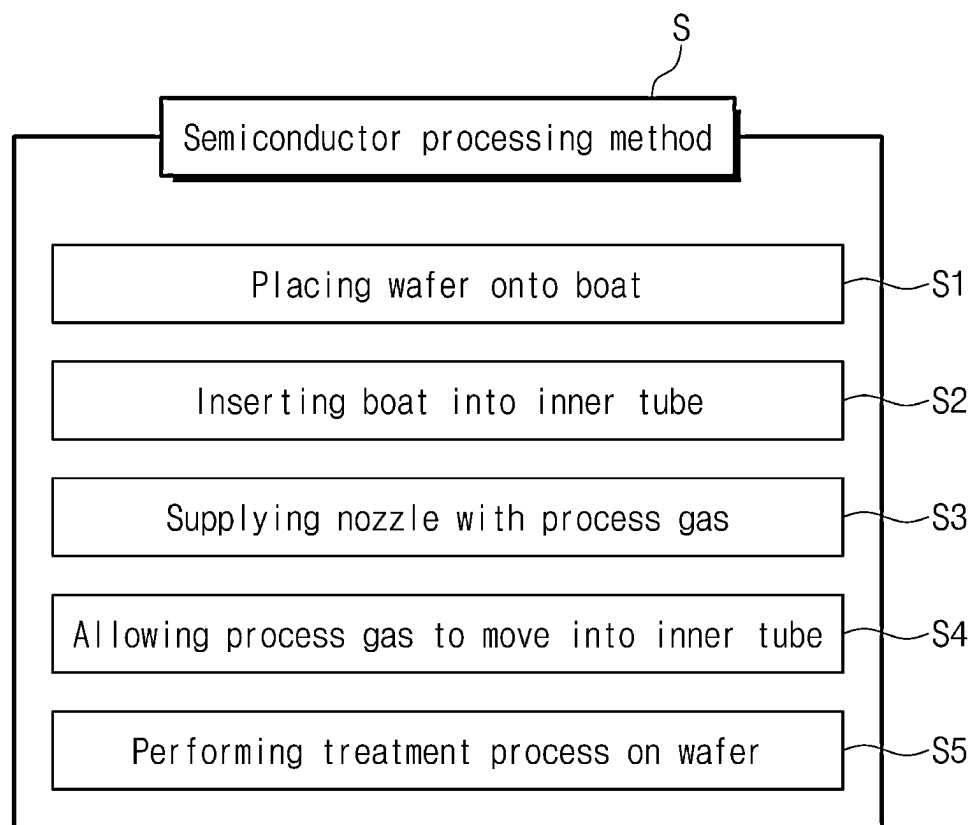 S
Semiconductor processing method
Placing wafer onto boat
S1
Inserting boat into inner tube
S2
Supplying nozzle with process gas
S3
Allowing process gas to move into inner tube
S4
Performing treatment process on wafer
S5